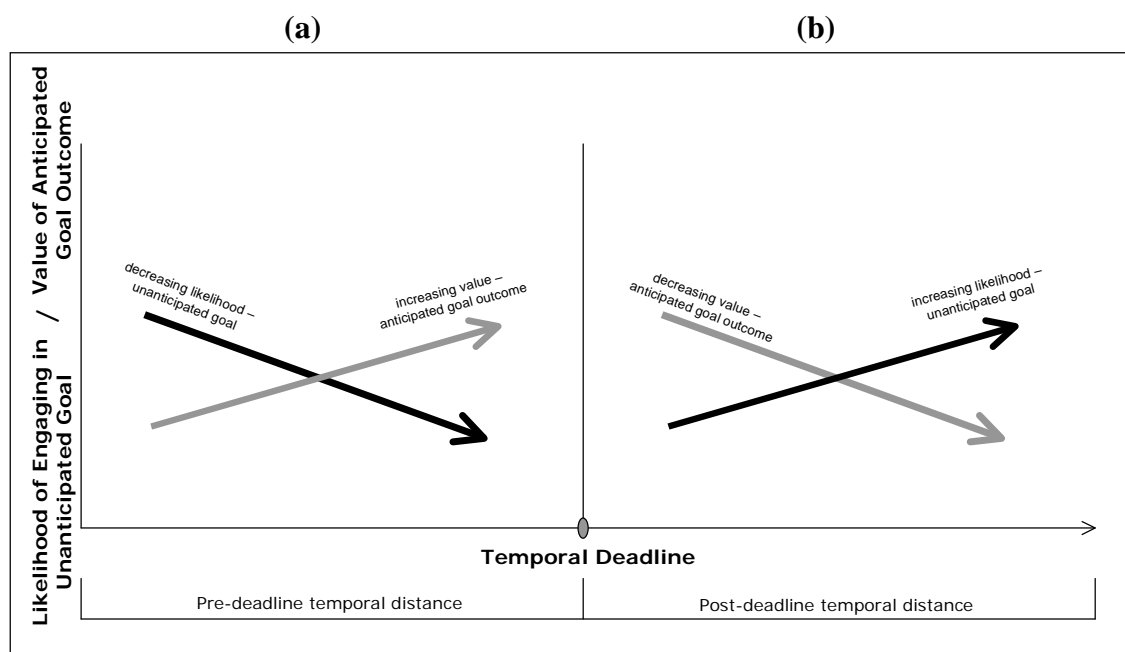 (a)
(b)
Likelihood of Engaging in / Value of Anticipated
Unanticipated Goal Goal Outcome
decreasing likelihood –
unanticipated goal
increasing value –
anticipated goal outcome
decreasing value –
anticipated goal outcome
increasing likelihood –
unanticipated goal
Temporal Deadline
Pre-deadline temporal distance
Post-deadline temporal distance